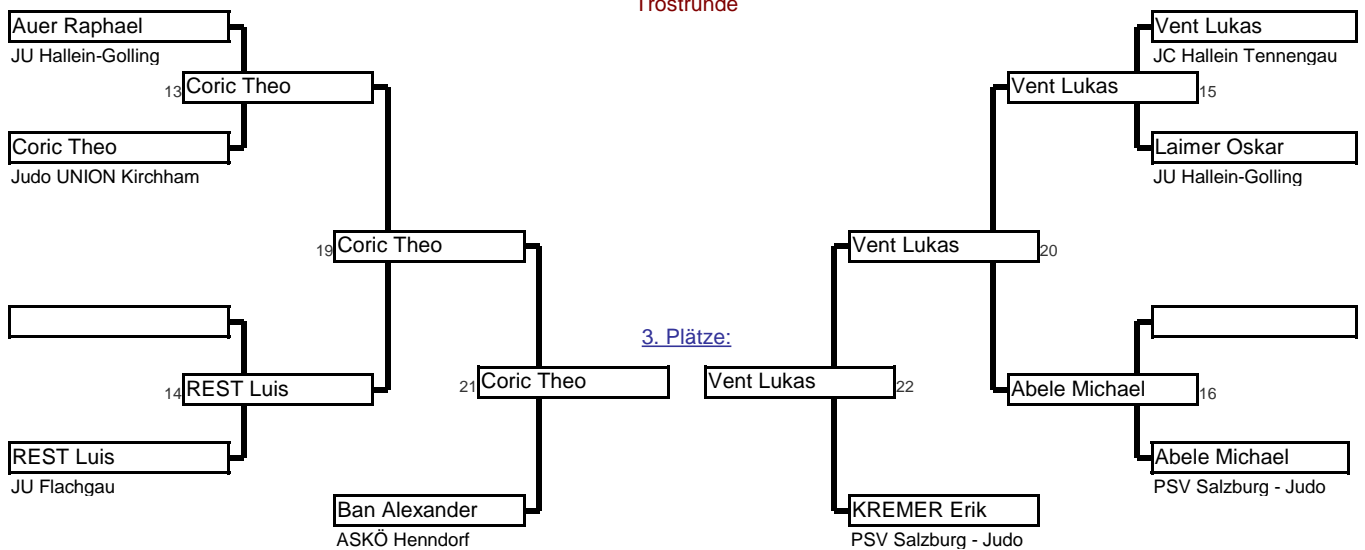 Trostrunde
Auer Raphael
JU Hallein-Golling
13 Coric Theo
Coric Theo
Judo UNION Kirchham
19 Coric Theo
14 REST Luis
REST Luis
JU Flachgau
21 Coric Theo
Ban Alexander
ASKÖ Henndorf
3. Plätze:
Vent Lukas
JC Hallein Tennengau
Vent Lukas 15
Laimer Oskar
JU Hallein-Golling
Vent Lukas 20
Vent Lukas 22
Abele Michael 16
Abele Michael
PSV Salzburg - Judo
KREMER Erik
PSV Salzburg - Judo